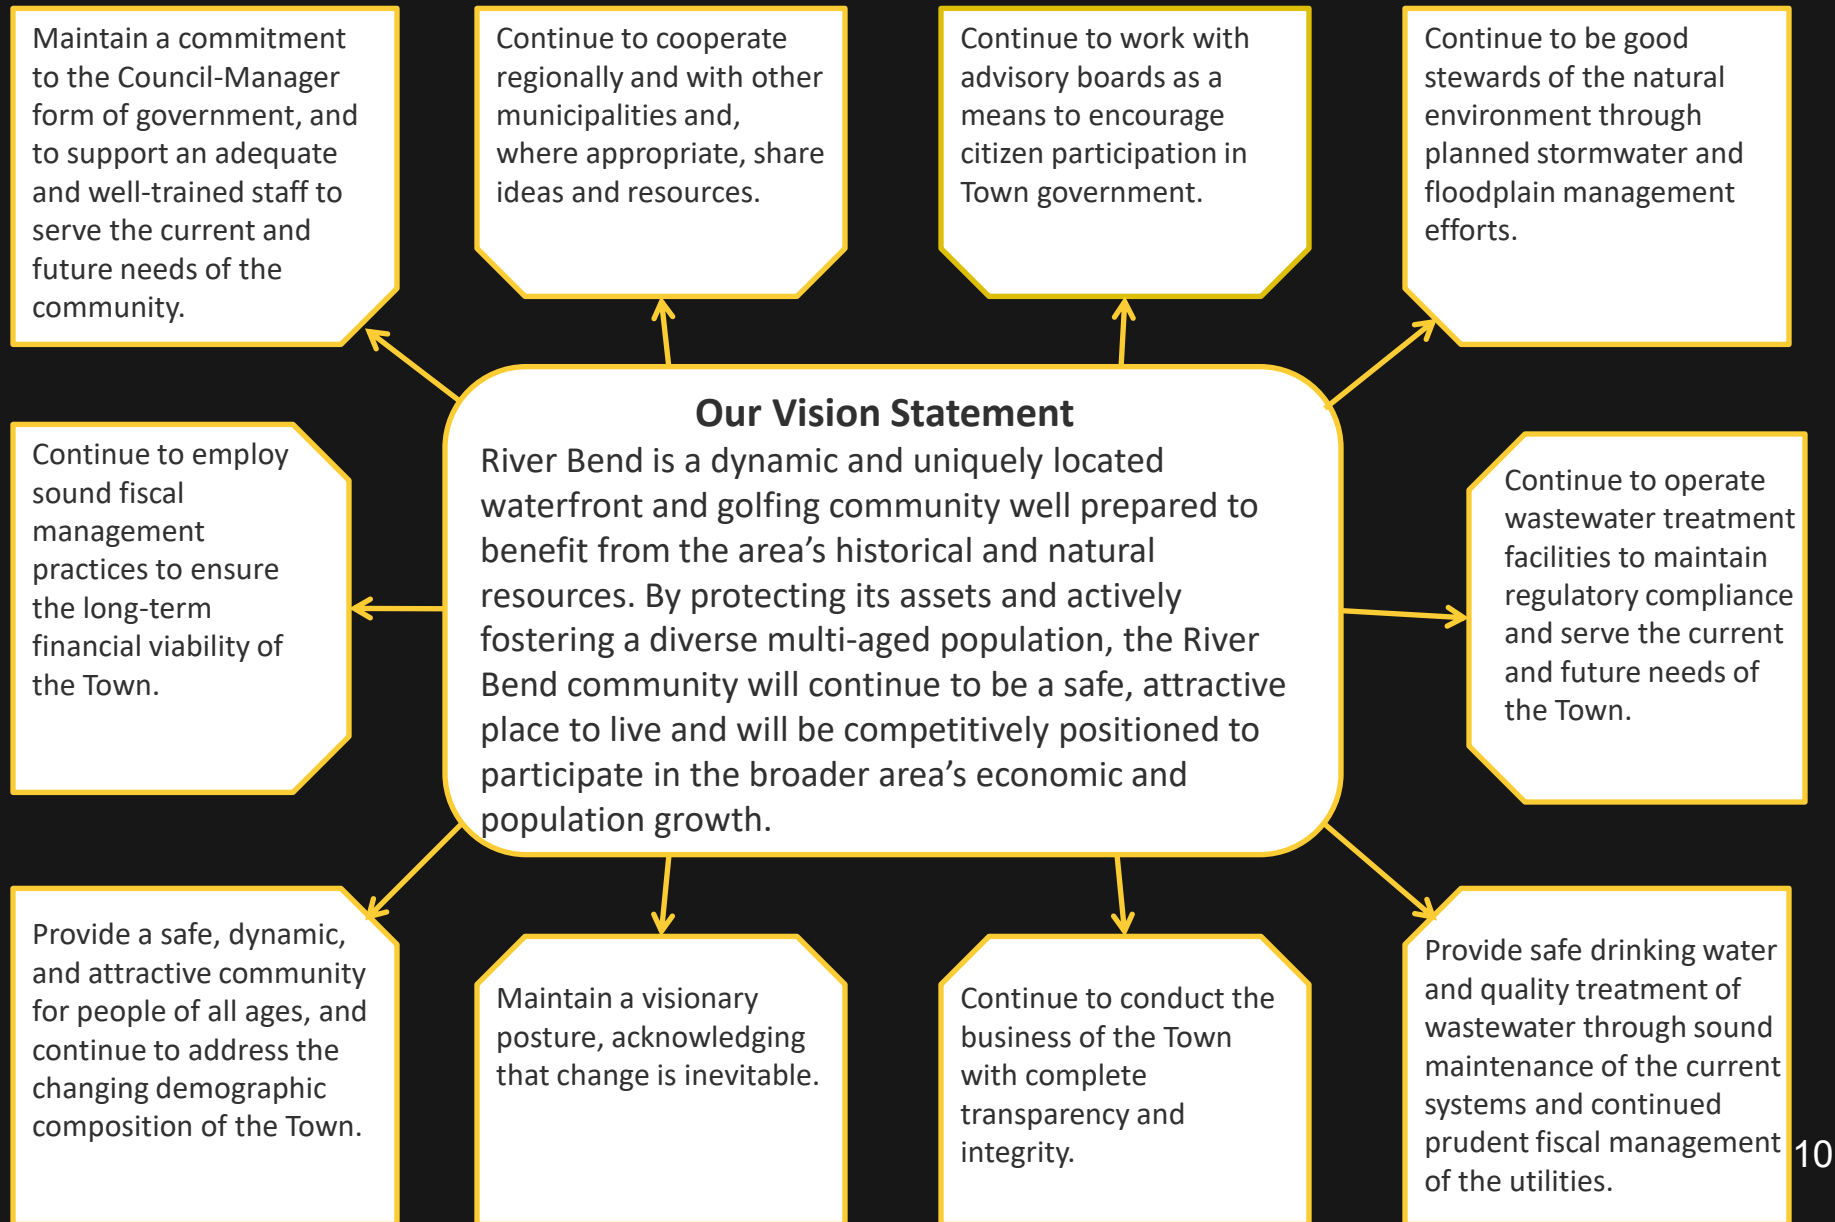 Maintain a commitment
to the Council-Manager
form of government, and
to support an adequate
and well-trained staff to
serve the current and
future needs of the
community.
Continue to cooperate
regionally and with other
municipalities and,
where appropriate, share
ideas and resources.
Continue to work with
advisory boards as a
means to encourage
citizen participation in
Town government.
Continue to be good
stewards of the natural
environment through
planned stormwater and
floodplain management
efforts.
Continue to employ
sound fiscal
management
practices to ensure
the long-term
financial viability of
the Town.
Our Vision Statement
River Bend is a dynamic and uniquely located
waterfront and golfing community well prepared to
benefit from the area’s historical and natural
resources. By protecting its assets and actively
fostering a diverse multi-aged population, the River
Bend community will continue to be a safe, attractive
place to live and will be competitively positioned to
participate in the broader area’s economic and
population growth.
Continue to operate
wastewater treatment
facilities to maintain
regulatory compliance
and serve the current
and future needs of
the Town.
Provide a safe, dynamic,
and attractive community
for people of all ages, and
continue to address the
changing demographic
composition of the Town.
Maintain a visionary
posture, acknowledging
that change is inevitable.
Continue to conduct the
business of the Town
with complete
transparency and
integrity.
Provide safe drinking water
and quality treatment of
wastewater through sound
maintenance of the current
systems and continued
prudent fiscal management
of the utilities.
10